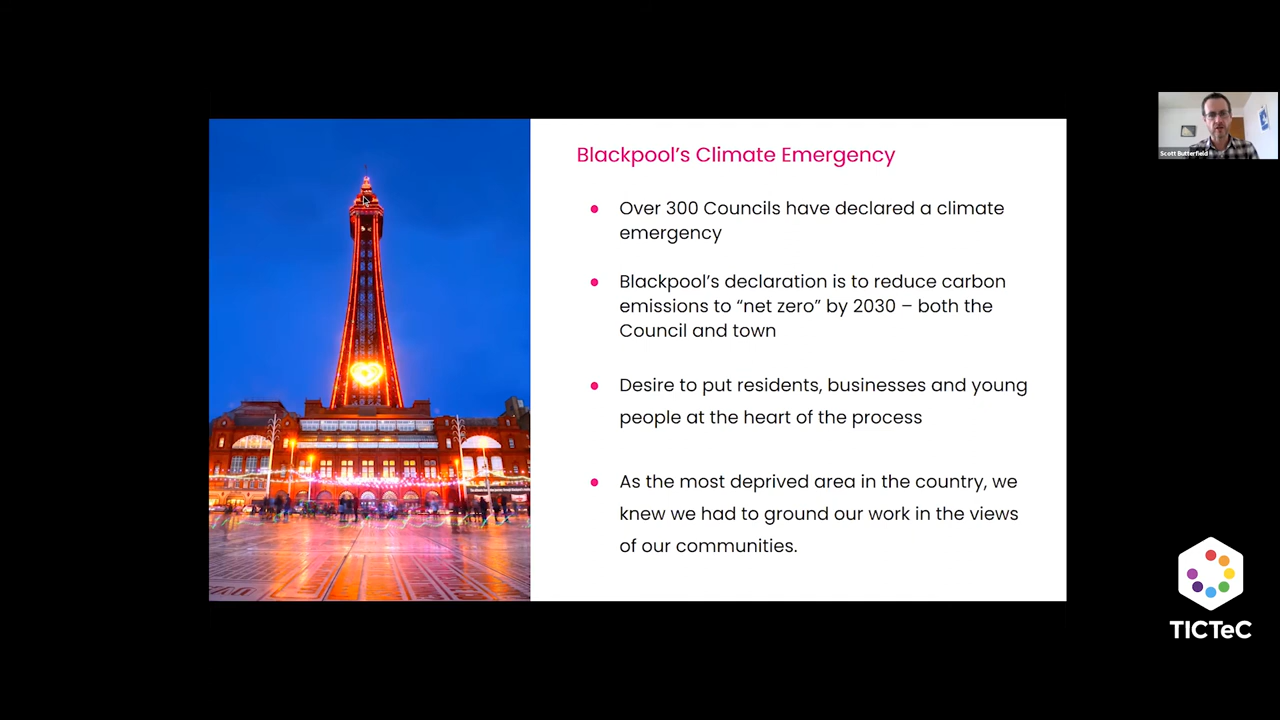 Blackpool's Climate Emergency
Over 300 Councils have declared a climate
emergency
Blackpool's declaration is to reduce carbon
emissions to “net zero” by 2030 – both the
Council and town
Desire to put residents, businesses and young
people at the heart of the process
As the most deprived area in the country, we
knew we had to ground our work in the views
of our communities.
Scott Butterfield
TICTeC